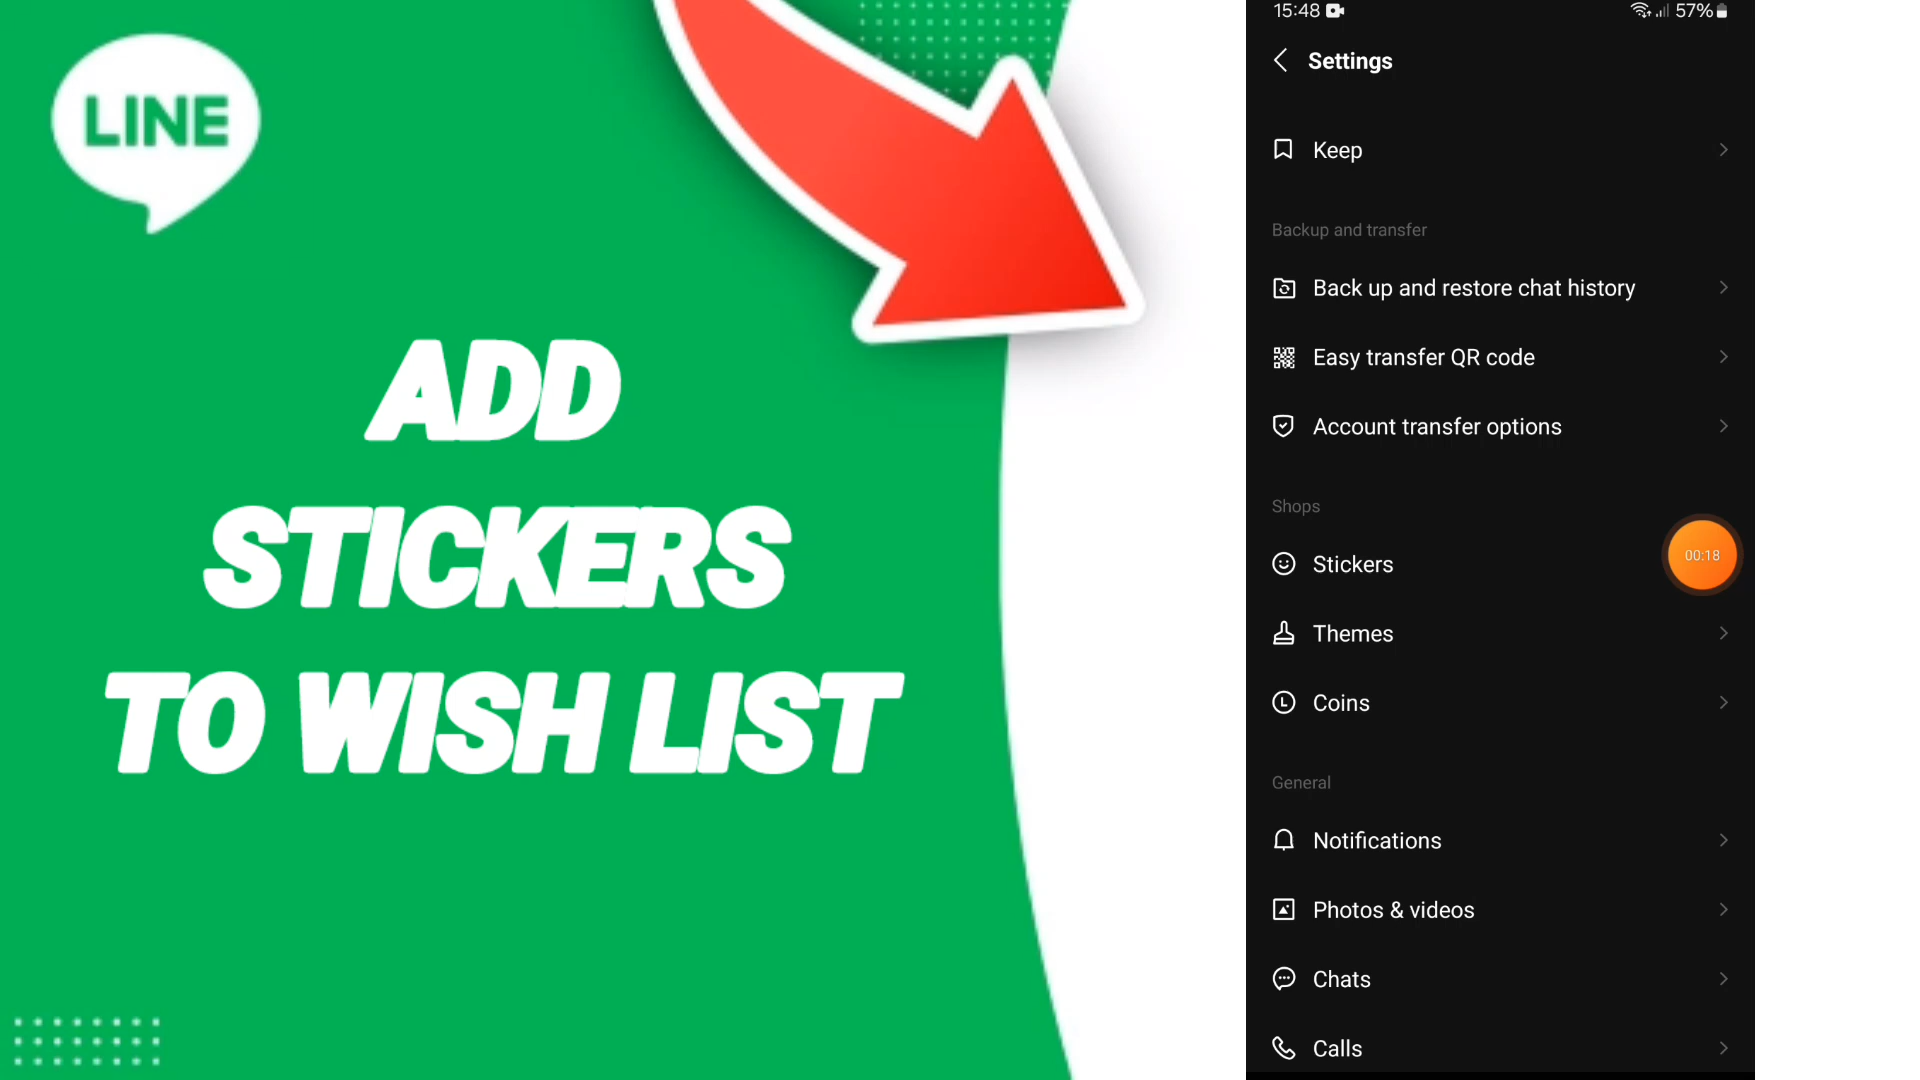 LINE
ADD
STICKERS
TO WISH LIST
15:48
57%
Settings
Keep
Backup and transfer
Back up and restore chat history
Easy transfer QR code
Account transfer options
Shops
Stickers
00:18
Themes
Coins
General
Notifications
Photos & videos
Chats
Calls